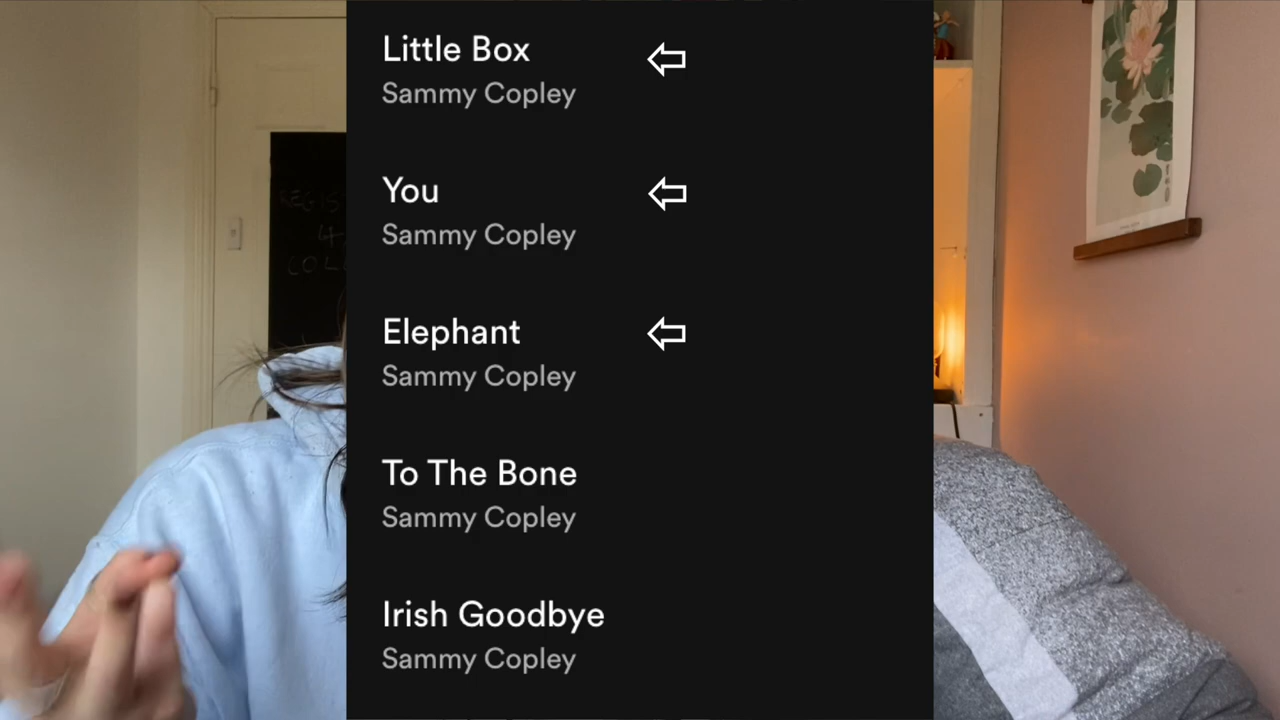 Little Box
Sammy Copley
You
Sammy Copley
Elephant
Sammy Copley
To The Bone
Sammy Copley
Irish Goodbye
Sammy Copley